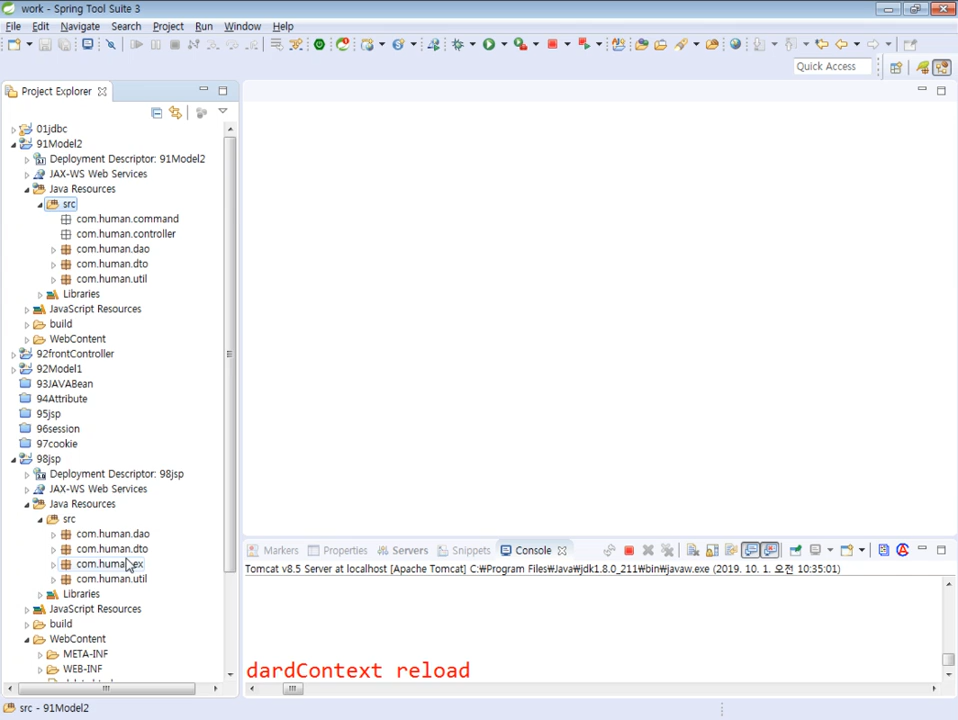 work - Spring Tool Suite 3
File Edit Navigate Search Project Run Window Help
Quick Access
Project Explorer
01jdbc
91Model2
Deployment Descriptor: 91Model2
JAX-WS Web Services
Java Resources
src
com.human.command
com.human.controller
com.human.dao
com.human.dto
com.human.util
Libraries
JavaScript Resources
build
WebContent
92frontController
92Model1
93JAVABean
94Attribute
95jsp
96session
97cookie
98jsp
Deployment Descriptor: 98jsp
JAX-WS Web Services
Java Resources
src
com.human.dao
com.human.dto
com.human.ex
com.human.util
Libraries
JavaScript Resources
build
WebContent
META-INF
WEB-INF
Markers Properties Servers Snippets Console
Tomcat v8.5 Server at localhost [Apache Tomcat] C:₩Program Files₩Java₩jdk1.8.0_211₩bin₩javaw.exe (2019. 10. 1. 오전 10:35:01)
dardContext reload
src - 91Model2